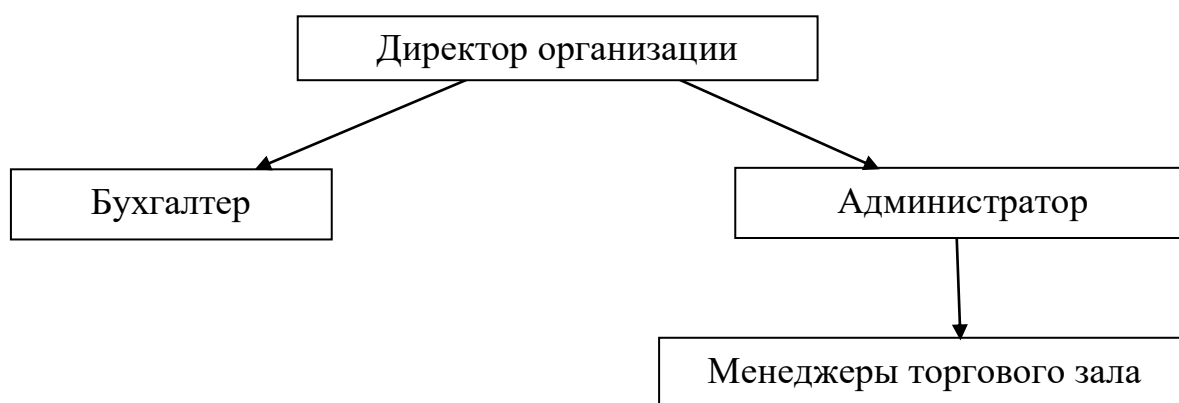 Директор организации
Бухгалтер
Администратор
Менеджеры торгового зала